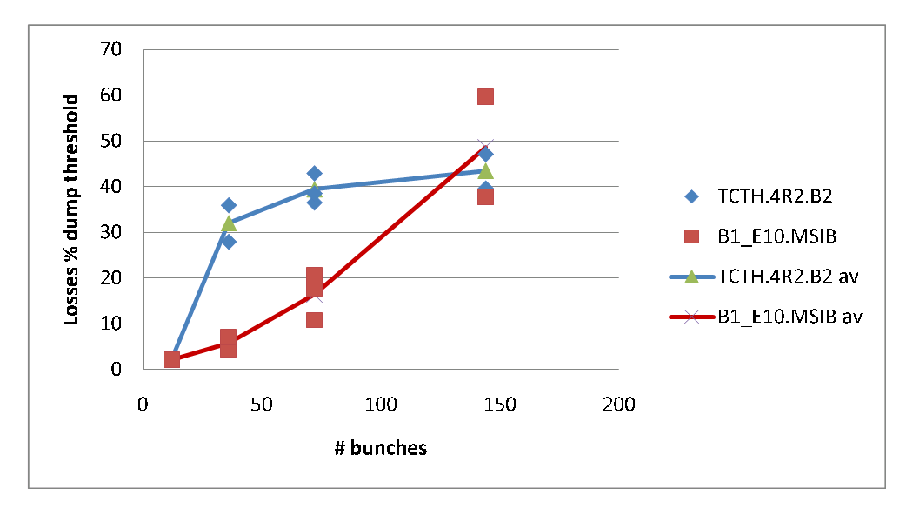 70
60
50
40
30
20
10
0
Losses % dump threshold
0 50 100 150 200
# bunches
TCTH.4R2.B2
B1_E10.MSIB
TCTH.4R2.B2 av
B1_E10.MSIB av